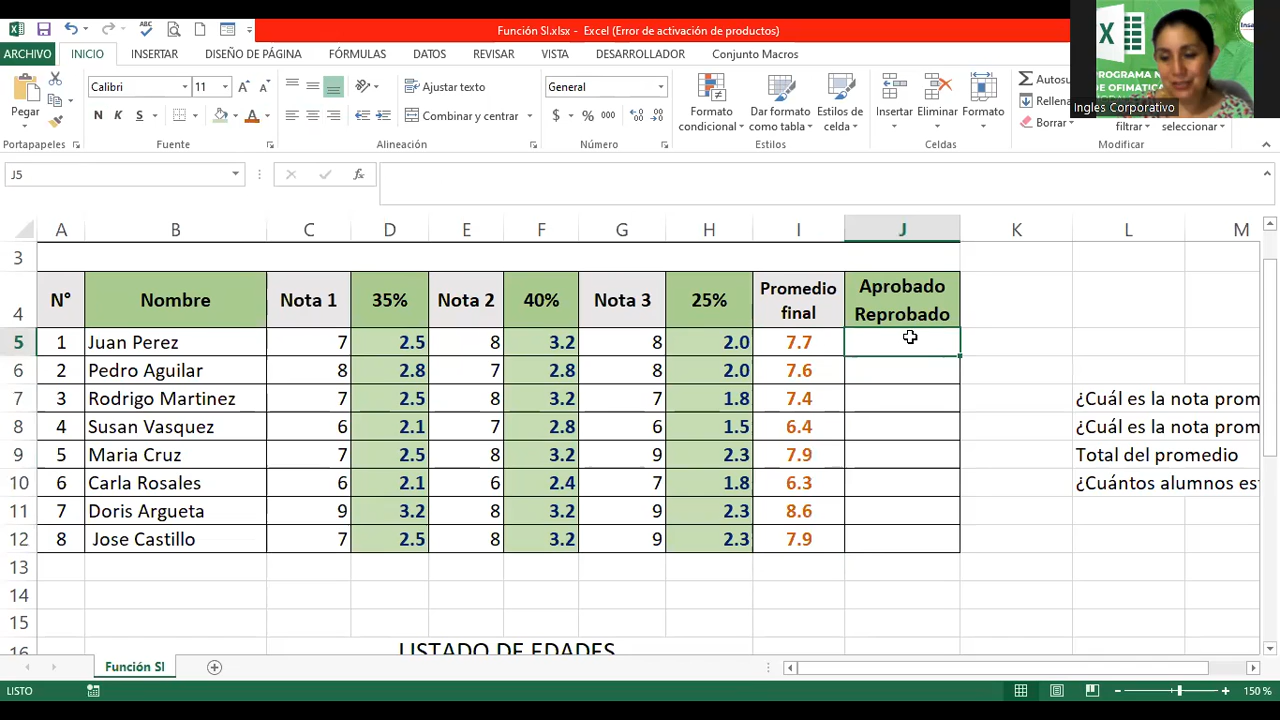 Función SI.xlsx - Excel (Error de activación de productos)
ARCHIVO INICIO INSERTAR DISEÑO DE PÁGINA FÓRMULAS DATOS REVISAR VISTA DESARROLLADOR Conjunto Macros
PROGRAMA N
DE OFIMATICA
Ingles Corporativo
Pegar
Calibri 11
N K S
Ajustar texto
Combinar y centrar
General
$ % 000
Formato condicional
Dar formato como tabla
Estilos de celda
Insertar
Eliminar
Formato
Autosu
Rellena
Borrar
filtrar
seleccionar
Portapapeles Fuente Alineación Número Estilos Celdas Modificar
J5
fx
A B C D E F G H I J K L M
3
4 N° Nombre Nota 1 35% Nota 2 40% Nota 3 25% Promedio final Aprobado Reprobado
5 1 Juan Perez 7 2.5 8 3.2 8 2.0 7.7
6 2 Pedro Aguilar 8 2.8 7 2.8 8 2.0 7.6
7 3 Rodrigo Martinez 7 2.5 8 3.2 7 1.8 7.4 ¿Cuál es la nota prom
8 4 Susan Vasquez 6 2.1 7 2.8 6 1.5 6.4 ¿Cuál es la nota prom
9 5 Maria Cruz 7 2.5 8 3.2 9 2.3 7.9 Total del promedio
10 6 Carla Rosales 6 2.1 6 2.4 7 1.8 6.3 ¿Cuántos alumnos es
11 7 Doris Argueta 9 3.2 8 3.2 9 2.3 8.6
12 8 Jose Castillo 7 2.5 8 3.2 9 2.3 7.9
13
14
15
16 LISTADO DE EDADES
Función SI
LISTO 150 %